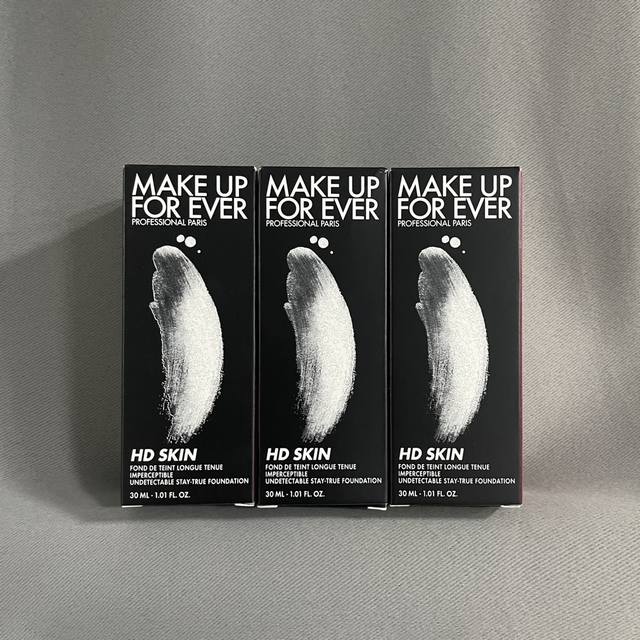 MAKE UP
FOR EVER
PROFESSIONAL PARIS
HD SKIN
FOND DE TEINT LONGUE TENUE
IMPERCEPTIBLE
UNDETECTABLE STAY-TRUE FOUNDATION
30 ML - 1.01 FL. OZ.
MAKE UP
FOR EVER
PROFESSIONAL PARIS
HD SKIN
FOND DE TEINT LONGUE TENUE
IMPERCEPTIBLE
UNDETECTABLE STAY-TRUE FOUNDATION
30 ML - 1.01 FL. OZ.
MAKE UP
FOR EVER
PROFESSIONAL PARIS
HD SKIN
FOND DE TEINT LONGUE TENUE
IMPERCEPTIBLE
UNDETECTABLE STAY-TRUE FOUNDATION
30 ML - 1.01 FL. OZ.